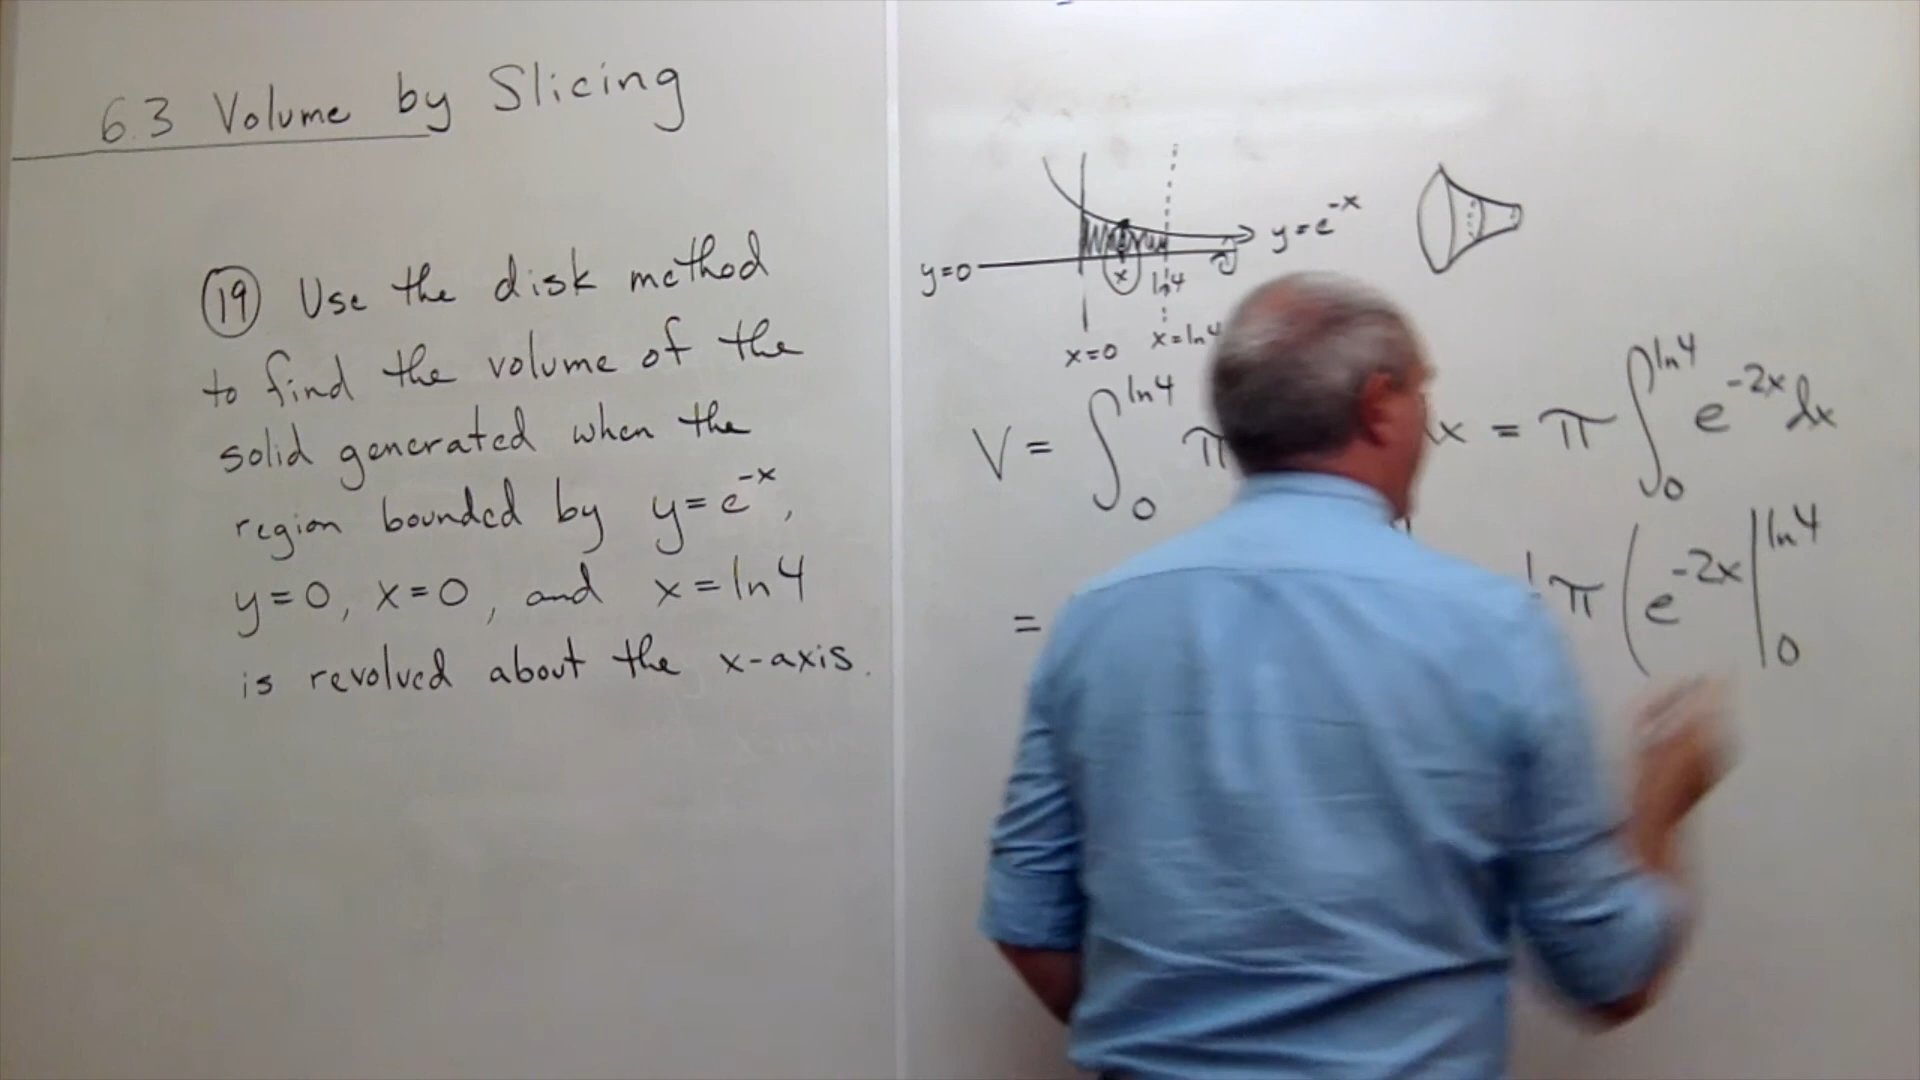 6.3 Volume by Slicing
19 Use the disk method
to find the volume of the
solid generated when the
region bounded by y=e^-x,
y=0, x=0, and x=ln4
is revolved about the x-axis.
y=e^-x
y=0
x ln4
x=0 x=ln4
V = ∫_0^ln4 π x = π ∫_0^ln4 e^-2x dx
= π (e^-2x |_0^ln4